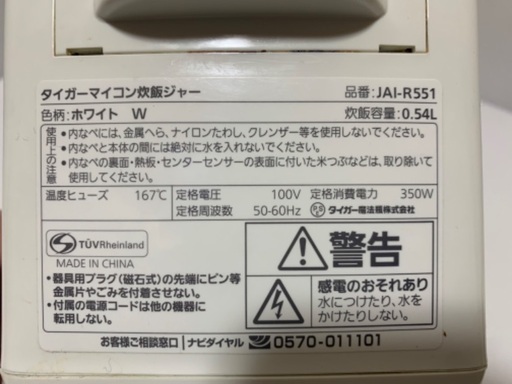 タイガーマイコン炊飯ジャー 品番:JAI-R551
色柄:ホワイト W 炊飯容量:0.54L
使用上の注意
●内なべには、金属へら、ナイロンたわし、クレンザー等を使用しないでください。
●内なべと本体の間には絶対に水を入れないでください。
●内なべの裏面・熱板・センターセンサーの表面に付いた米つぶなどは、取り除いて
使用してください。
温度ヒューズ 167℃ 定格電圧 100V 定格消費電力 350W
定格周波数 50-60Hz PSE タイガー魔法瓶株式会社
TÜVRheinland
MADE IN CHINA
●器具用プラグ(磁石式)の先端にピン等
金属片やごみを付着させない。
●付属の電源コードは他の機器に
転用しない。
警告
感電のおそれあり
水につけたり、水を
かけたりしない。
お客様ご相談窓口 ナビダイヤル 0570-011101